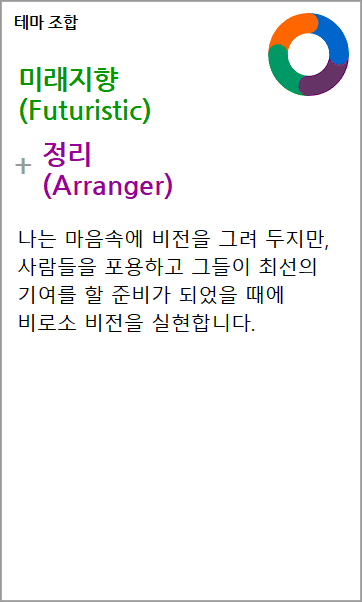 테마 조합
미래지향
(Futuristic)
+ 정리
(Arranger)
나는 마음속에 비전을 그려 두지만,
사람들을 포용하고 그들이 최선의
기여를 할 준비가 되었을 때에
비로소 비전을 실현합니다.